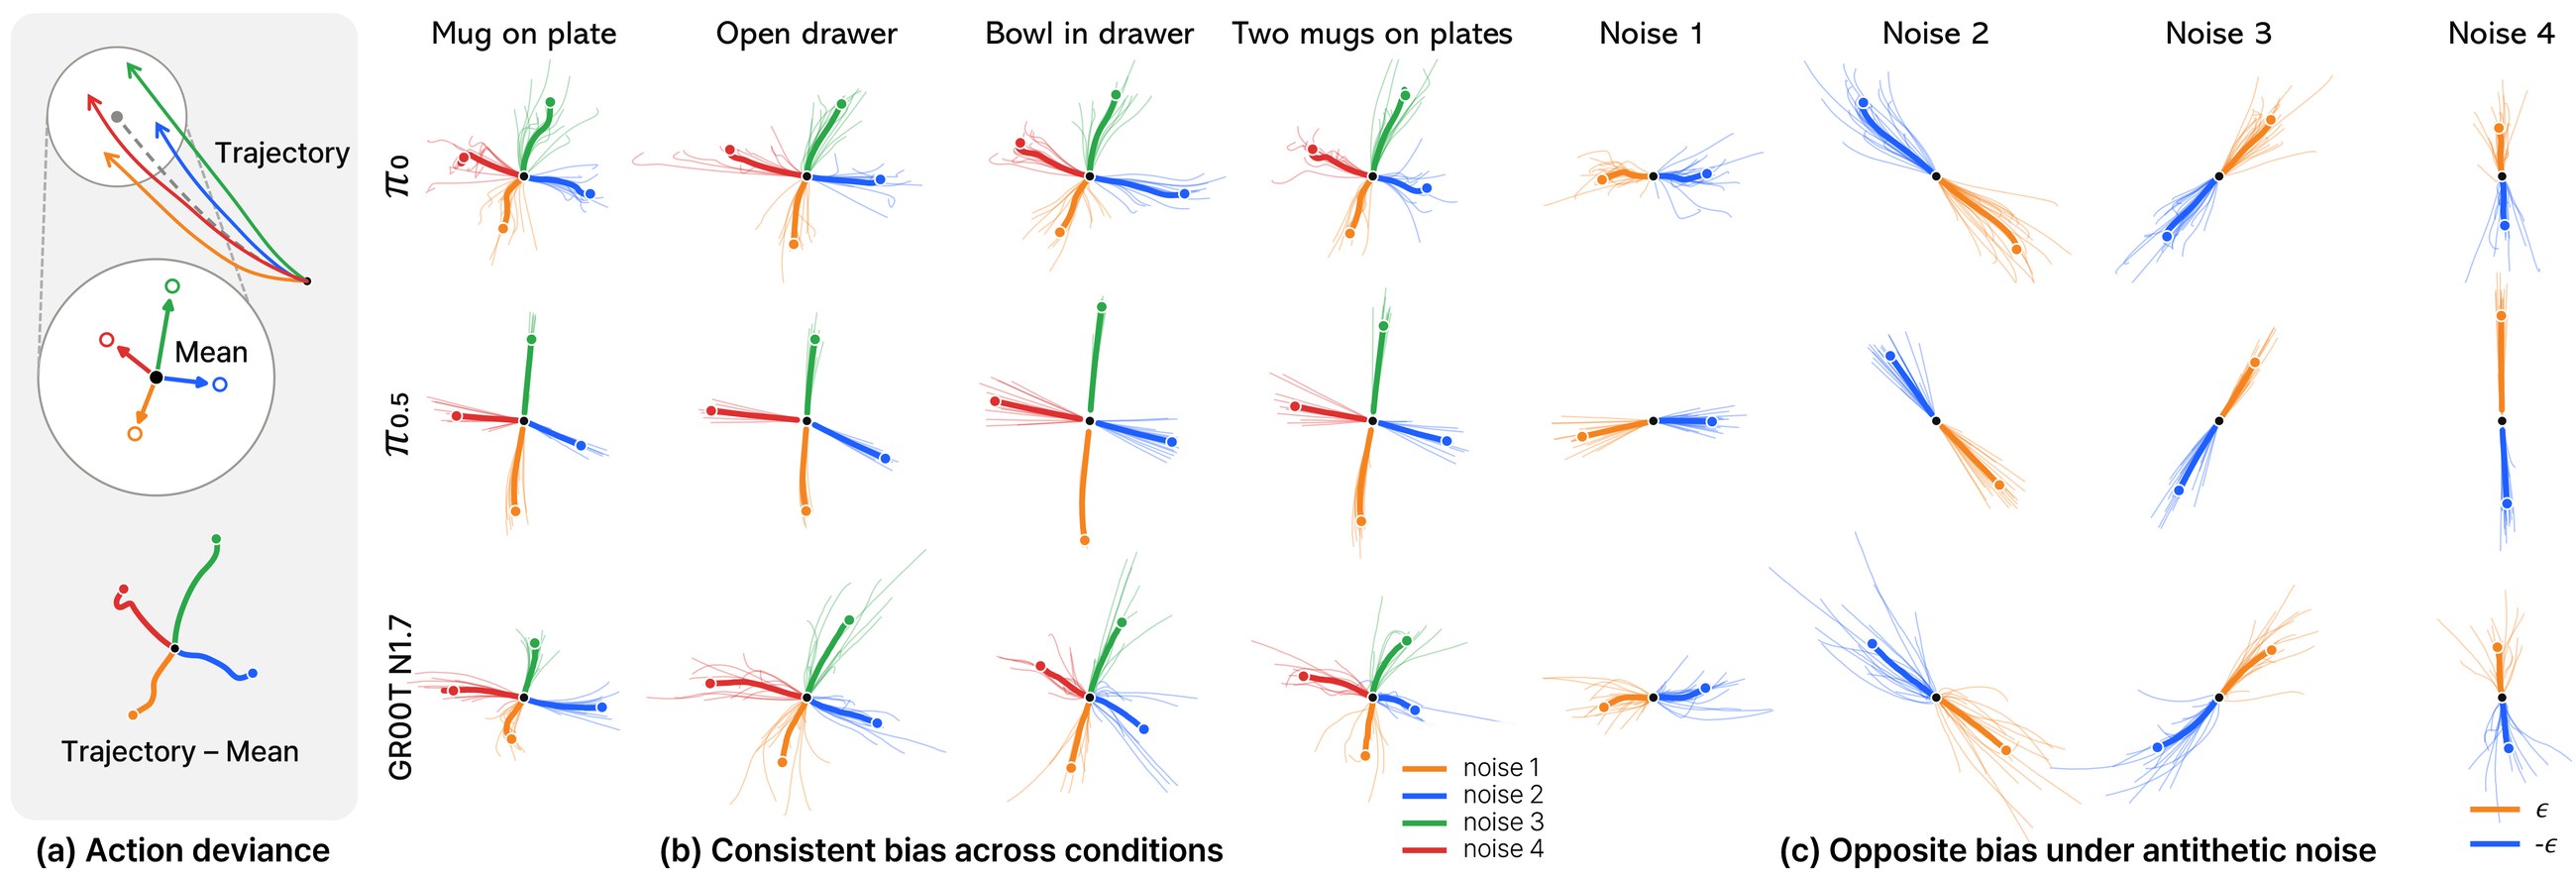 Mug on plate
Open drawer
Bowl in drawer
Two mugs on plates
Noise 1
Noise 2
Noise 3
Noise 4
Trajectory
Mean
Trajectory – Mean
π0
π0.5
GR00T N1.7
noise 1
noise 2
noise 3
noise 4
ϵ
-ϵ
(a) Action deviance
(b) Consistent bias across conditions
(c) Opposite bias under antithetic noise